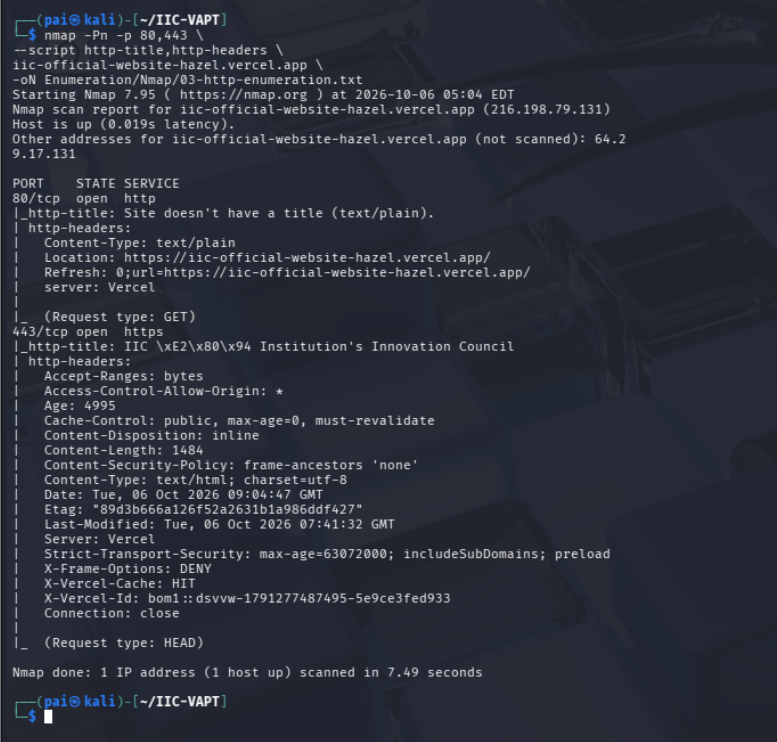 ┌──(pai㉿kali)-[~/IIC-VAPT]
└─$ nmap -Pn -p 80,443 \
--script http-title,http-headers \
iic-official-website-hazel.vercel.app \
-oN Enumeration/Nmap/03-http-enumeration.txt
Starting Nmap 7.95 ( https://nmap.org ) at 2026-10-06 05:04 EDT
Nmap scan report for iic-official-website-hazel.vercel.app (216.198.79.131)
Host is up (0.019s latency).
Other addresses for iic-official-website-hazel.vercel.app (not scanned): 64.2
9.17.131

PORT    STATE SERVICE
80/tcp  open  http
|_http-title: Site doesn't have a title (text/plain).
| http-headers:
|   Content-Type: text/plain
|   Location: https://iic-official-website-hazel.vercel.app/
|   Refresh: 0;url=https://iic-official-website-hazel.vercel.app/
|   server: Vercel
|
|_  (Request type: GET)
443/tcp open  https
|_http-title: IIC \xE2\x80\x94 Institution's Innovation Council
| http-headers:
|   Accept-Ranges: bytes
|   Access-Control-Allow-Origin: *
|   Age: 4995
|   Cache-Control: public, max-age=0, must-revalidate
|   Content-Disposition: inline
|   Content-Length: 1484
|   Content-Security-Policy: frame-ancestors 'none'
|   Content-Type: text/html; charset=utf-8
|   Date: Tue, 06 Oct 2026 09:04:47 GMT
|   Etag: "89d3b666a126f52a2631b1a986ddf427"
|   Last-Modified: Tue, 06 Oct 2026 07:41:32 GMT
|   Server: Vercel
|   Strict-Transport-Security: max-age=63072000; includeSubDomains; preload
|   X-Frame-Options: DENY
|   X-Vercel-Cache: HIT
|   X-Vercel-Id: bom1::dsvvw-1791277487495-5e9ce3fed933
|   Connection: close
|
|_  (Request type: HEAD)

Nmap done: 1 IP address (1 host up) scanned in 7.49 seconds

┌──(pai㉿kali)-[~/IIC-VAPT]
└─$